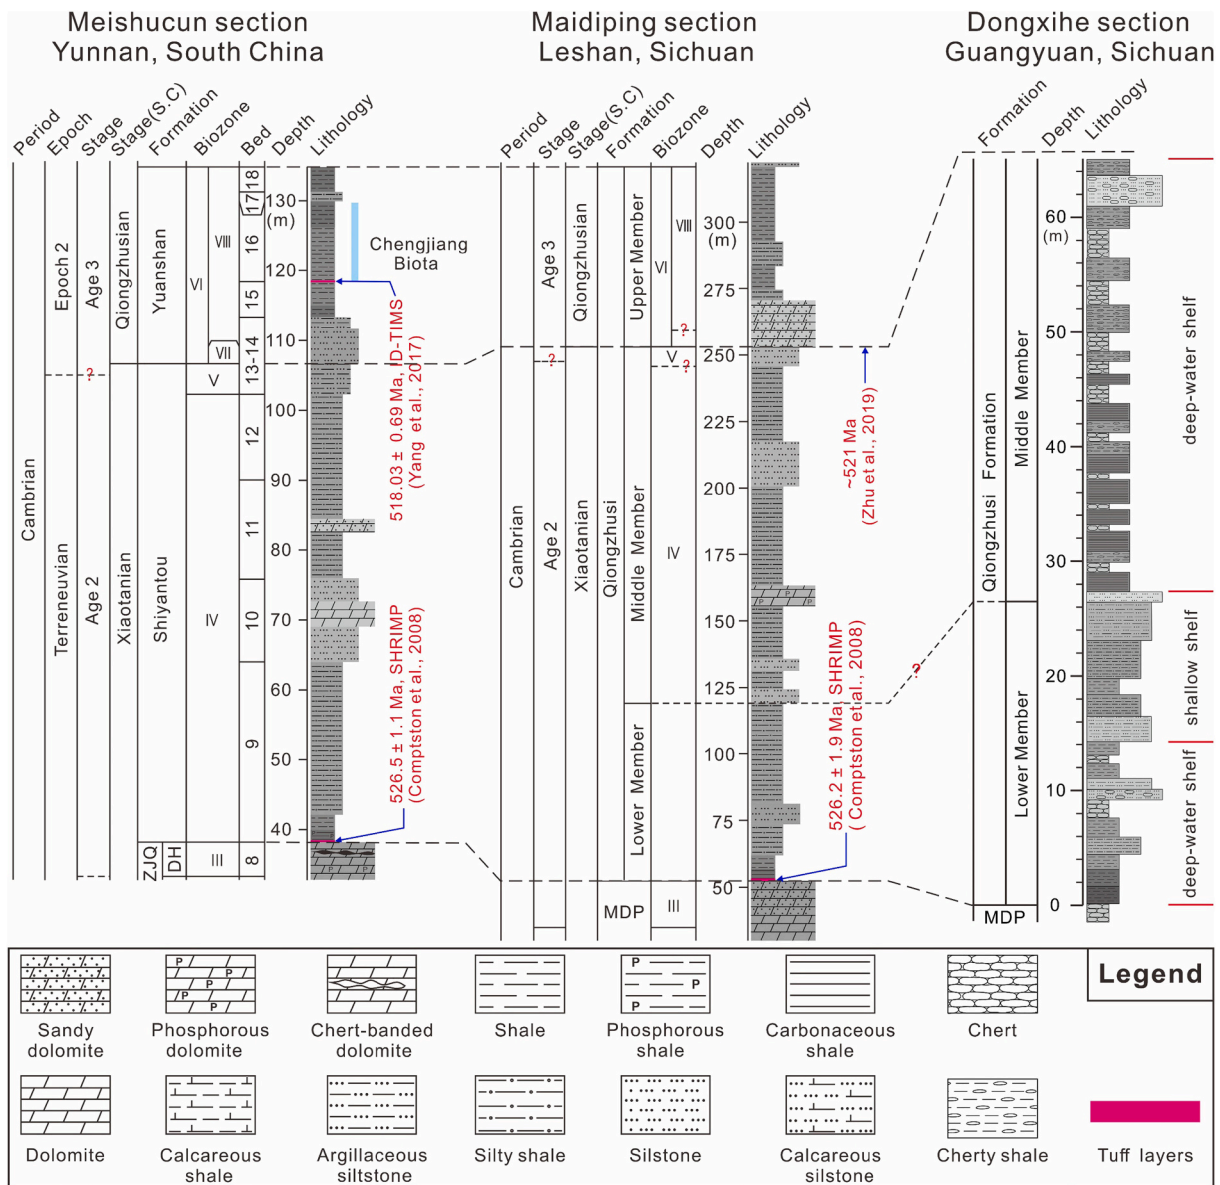 Meishucun section
Yunnan, South China
Maidiping section
Leshan, Sichuan
Dongxihe section
Guangyuan, Sichuan
Period
Epoch
Stage
Stage(S.C)
Formation
Biozone
Bed
Depth
Lithology
Period
Stage
Stage(S.C)
Formation
Biozone
Depth
Lithology
Formation
Depth
Lithology
Cambrian
Epoch 2
Terreneuvian
Age 3
?
Age 2
Qiongzhusian
Xiaotanian
Yuanshan
Shiyantou
ZJQ
DH
VI
VIII
VII
V
IV
III
18
17
16
15
13-14
12
11
10
9
8
130
(m)
120
110
100
90
80
70
60
50
40
Chengjiang
Biota
518.03 ± 0.69 Ma, ID-TIMS
(Yang et al., 2017)
526.5 ± 1.1 Ma, SHRIMP
(Comptston et al., 2008)
Cambrian
Age 3
?
Age 2
Qiongzhusian
Xiaotanian
Qiongzhusi
Upper Member
Middle Member
Lower Member
MDP
VI
VIII
?
V
?
IV
III
300
(m)
275
250
225
200
175
150
125
100
75
50
P
P
P
~521 Ma
(Zhu et al., 2019)
526.2 ± 1.9 Ma, SHRIMP
( Comptston et al., 2008)
?
Qiongzhusi Formation
Middle Member
Lower Member
MDP
60
(m)
50
40
30
20
10
0
deep-water shelf
shallow shelf
deep-water shelf
Legend
P
P
P
P
P
P
P
P
Sandy
dolomite
Phosphorous
dolomite
Chert-banded
dolomite
Shale
Phosphorous
shale
Carbonaceous
shale
Chert
Dolomite
Calcareous
shale
Argillaceous
siltstone
Silty shale
Silstone
Calcareous
silstone
Cherty shale
Tuff layers